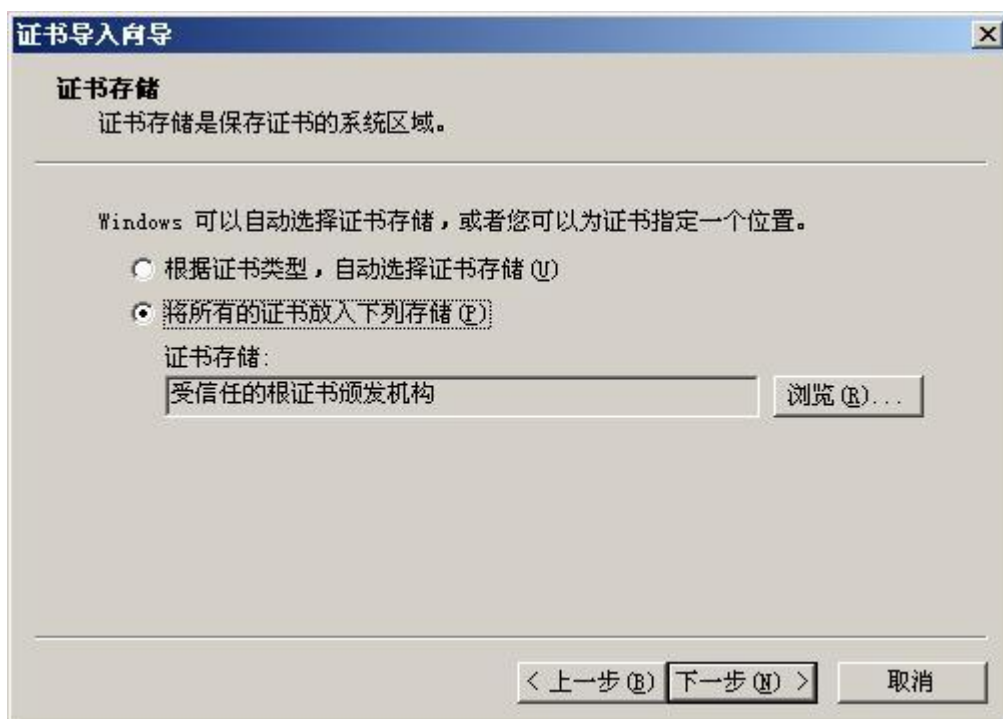 证书导入向导
证书存储
证书存储是保存证书的系统区域。
Windows 可以自动选择证书存储，或者您可以为证书指定一个位置。
根据证书类型，自动选择证书存储(U)
将所有的证书放入下列存储(P)
证书存储:
受信任的根证书颁发机构
浏览(R)...
< 上一步(B) 下一步(N) > 取消